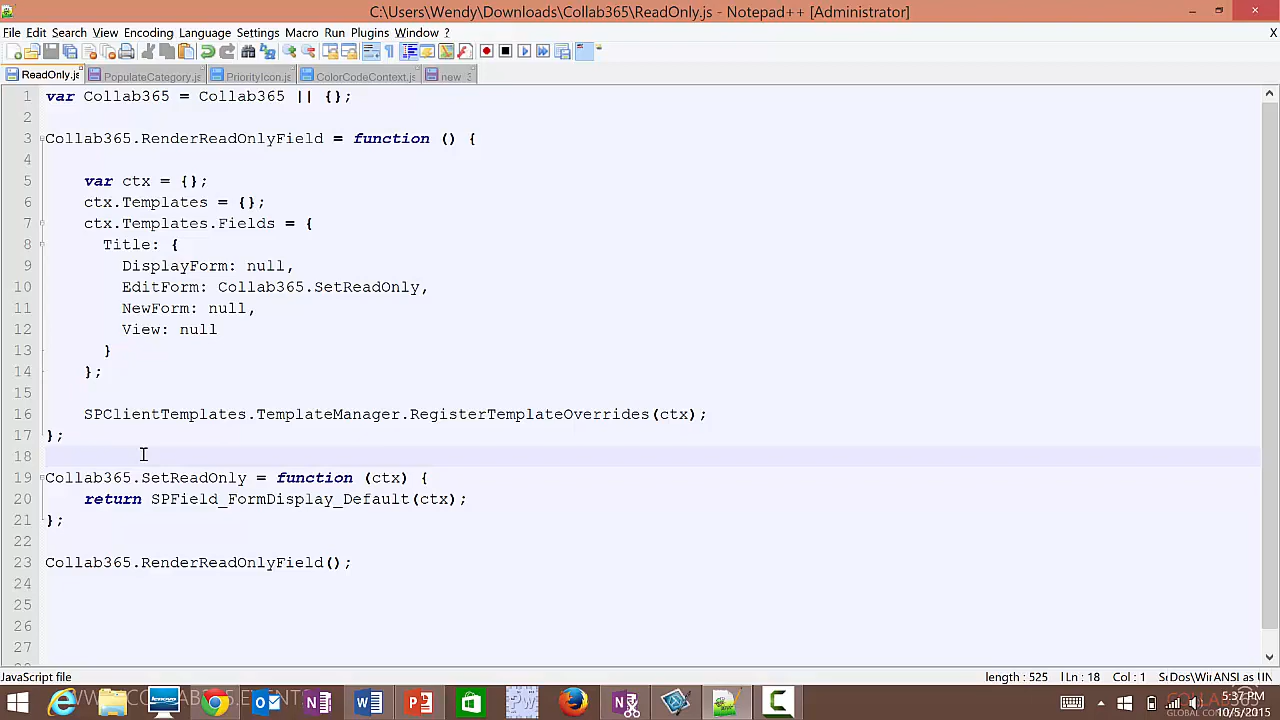 C:\Users\Wendy\Downloads\Collab365\ReadOnly.js - Notepad++ [Administrator]
File Edit Search View Encoding Language Settings Macro Run Plugins Window ? X
ReadOnly.js PopulateCategory.js PriorityIcon.js ColorCodeContext.js new
1 var Collab365 = Collab365 || {};
2
3 Collab365.RenderReadOnlyField = function () {
4
5 var ctx = {};
6 ctx.Templates = {};
7 ctx.Templates.Fields = {
8 Title: {
9 DisplayForm: null,
10 EditForm: Collab365.SetReadOnly,
11 NewForm: null,
12 View: null
13 }
14 };
15
16 SPClientTemplates.TemplateManager.RegisterTemplateOverrides(ctx);
17 };
18
19 Collab365.SetReadOnly = function (ctx) {
20 return SPField_FormDisplay_Default(ctx);
21 };
22
23 Collab365.RenderReadOnlyField();
24
25
26
27
JavaScript file length : 525 Ln : 18 Col : 1
5:37 PM
10/5/2015